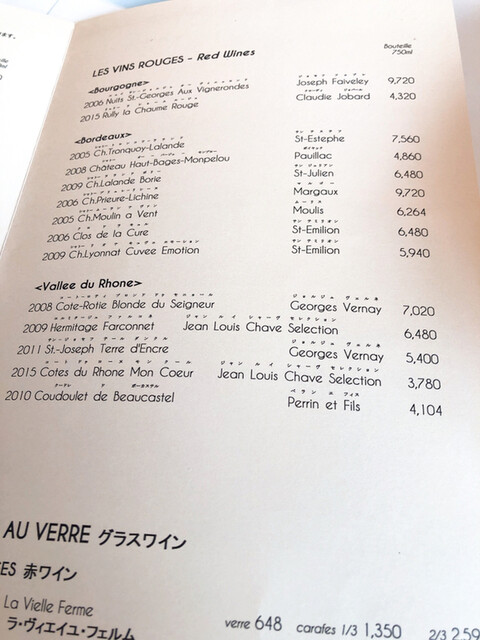 LES VINS ROUGES – Red Wines
Bouteille
750ml
<Bourgogne>
2006 Nuits St.-Georges Aux Vignerondes Joseph Faiveley 9,720
2015 Rully la Chaume Rouge Claudie Jobard 4,320
<Bordeaux>
2005 Ch.Tronquoy-Lalande St-Estephe 7,560
2008 Château Haut-Bages-Monpelou Pauillac 4,860
2009 Ch.Lalande Borie St-Julien 6,480
2006 Ch.Prieure-Lichine Margaux 9,720
2005 Ch.Moulin a Vent Moulis 6,264
2006 Clos de la Cure St-Emilion 6,480
2009 Ch.Lyonnat Cuvee Emotion St-Emilion 5,940
<Vallee du Rhone>
2008 Cote-Rotie Blonde du Seigneur Georges Vernay 7,020
2009 Hermitage Farconnet Jean Louis Chave Selection 6,480
2011 St.-Joseph Terre d'Encre Georges Vernay 5,400
2015 Cotes du Rhone Mon Coeur Jean Louis Chave Selection 3,780
2010 Coudoulet de Beaucastel Perrin et Fils 4,104
AU VERRE グラスワイン
ES 赤ワイン
La Vielle Ferme
ラ・ヴィエイユ・フェルム
verre 648 carafes 1/3 1,350 2/3 2,59